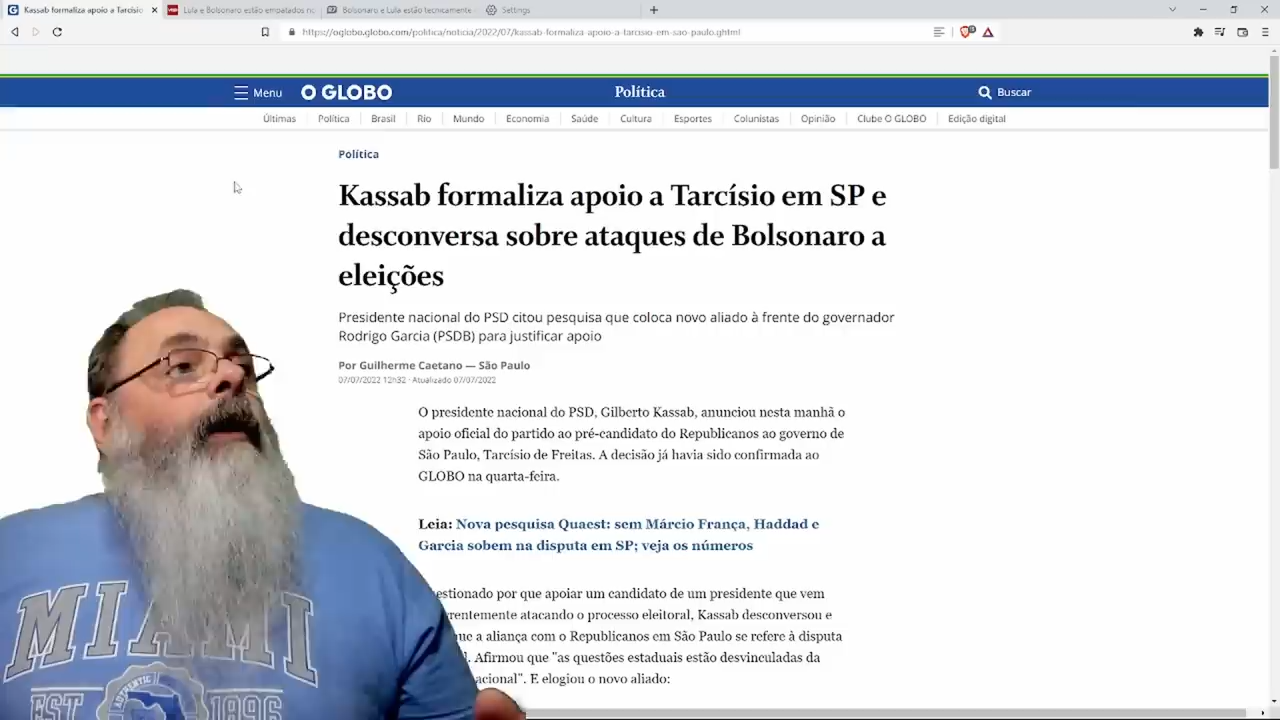 Kassab formaliza apoio a Tarcísio
Lula e Bolsonaro estão empatados no
Bolsonaro e Lula estão tecnicamente
Settings
https://oglobo.globo.com/politica/noticia/2022/07/kassab-formaliza-apoio-a-tarcisio-em-sao-paulo.ghtml
Menu O GLOBO Política Buscar
Últimas Política Brasil Rio Mundo Economia Saúde Cultura Esportes Colunistas Opinião Clube O GLOBO Edição digital
Política
Kassab formaliza apoio a Tarcísio em SP e
desconversa sobre ataques de Bolsonaro a
eleições
Presidente nacional do PSD citou pesquisa que coloca novo aliado à frente do governador
Rodrigo Garcia (PSDB) para justificar apoio
Por Guilherme Caetano — São Paulo
07/07/2022 12h32 · Atualizado 07/07/2022
O presidente nacional do PSD, Gilberto Kassab, anunciou nesta manhã o
apoio oficial do partido ao pré-candidato do Republicanos ao governo de
São Paulo, Tarcísio de Freitas. A decisão já havia sido confirmada ao
GLOBO na quarta-feira.
Leia: Nova pesquisa Quaest: sem Márcio França, Haddad e
Garcia sobem na disputa em SP; veja os números
estionado por que apoiar um candidato de um presidente que vem
rentemente atacando o processo eleitoral, Kassab desconversou e
ue a aliança com o Republicanos em São Paulo se refere à disputa
l. Afirmou que "as questões estaduais estão desvinculadas da
acional". E elogiou o novo aliado:
MIAMI
EST 1896
AUTHENTIC